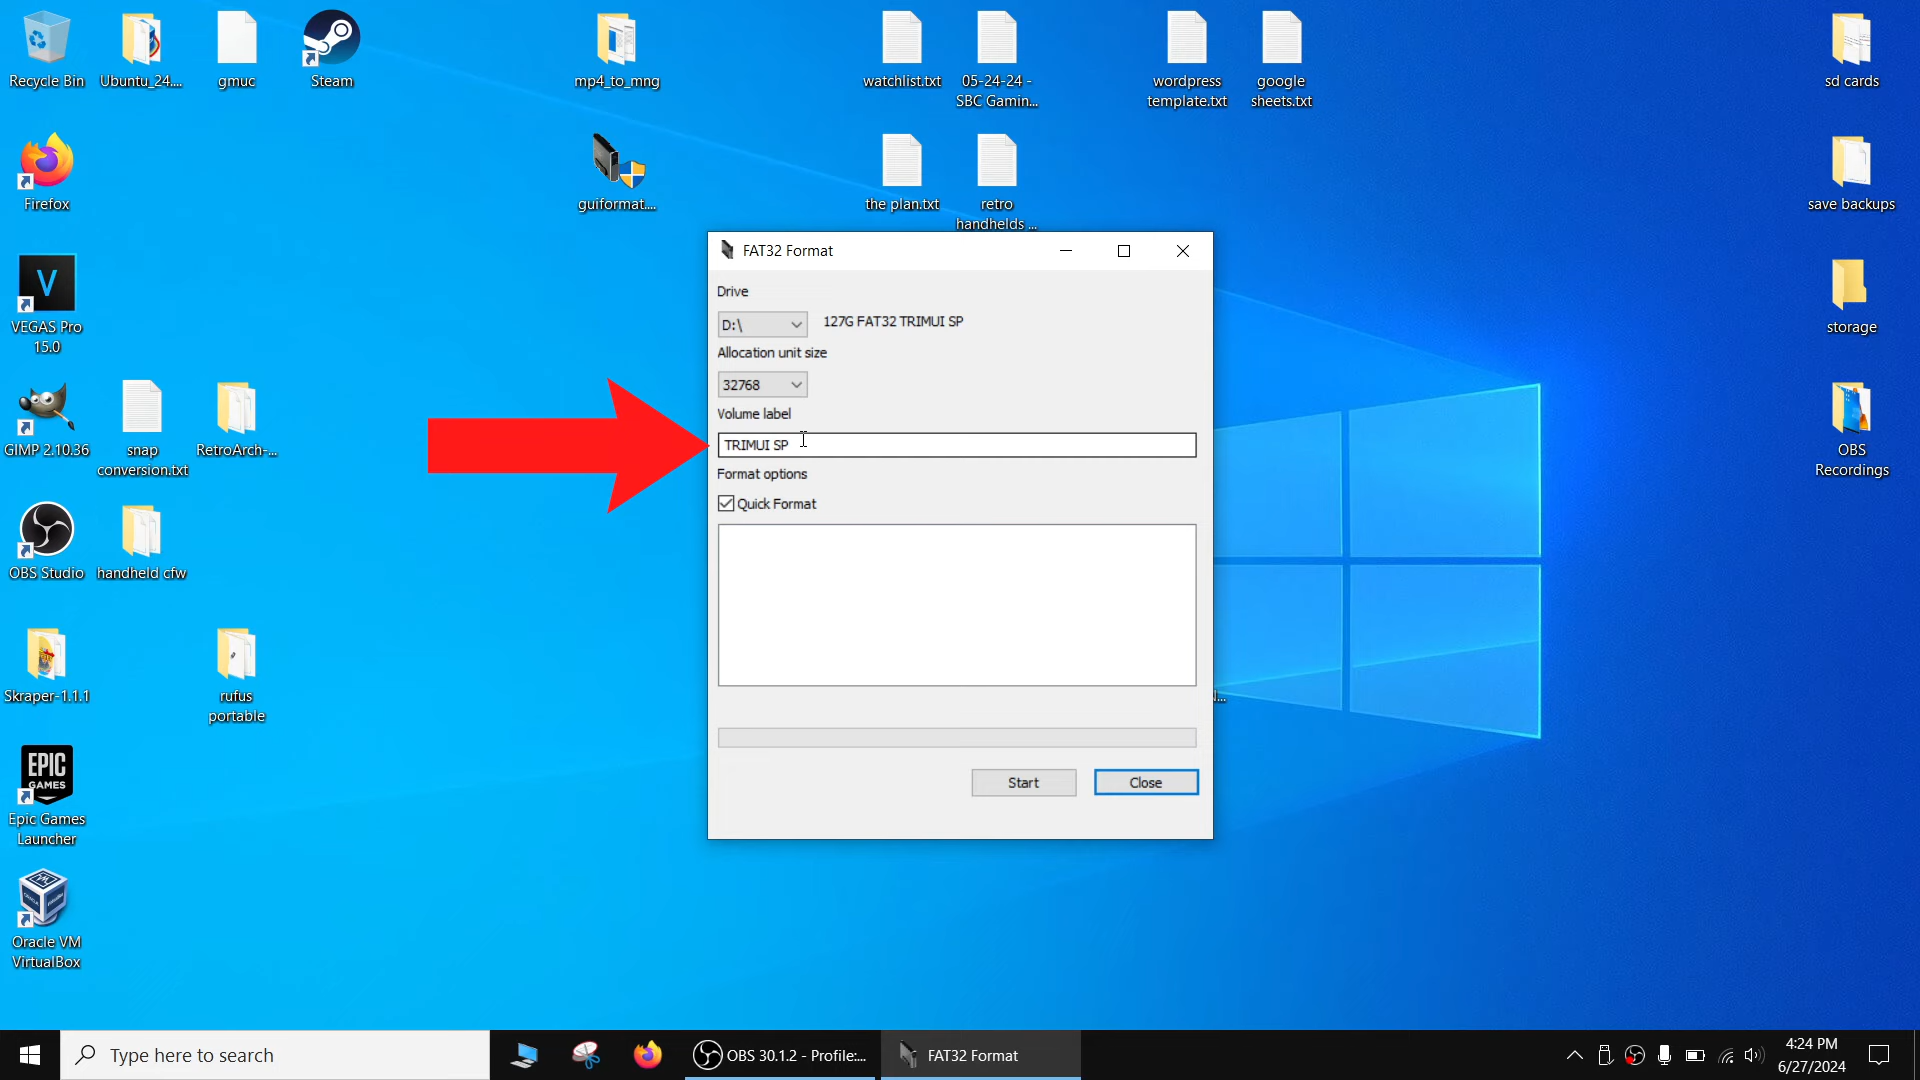 Recycle Bin
Ubuntu_24....
gmuc
Steam
mp4_to_mng
watchlist.txt
05-24-24 -
SBC Gamin...
wordpress
template.txt
google
sheets.txt
sd cards
Firefox
guiformat....
the plan.txt
retro
handhelds ...
save backups
V
VEGAS Pro
15.0
storage
GIMP 2.10.36
snap
conversion.txt
RetroArch-...
OBS
Recordings
OBS Studio
handheld cfw
Skraper-1.1.1
rufus
portable
EPIC
GAMES
Epic Games
Launcher
Oracle VM
VirtualBox
FAT32 Format
Drive
D:\
127G FAT32 TRIMUI SP
Allocation unit size
32768
Volume label
TRIMUI SP
Format options
Quick Format
Start
Close
Type here to search
OBS 30.1.2 - Profile:...
FAT32 Format
4:24 PM
6/27/2024